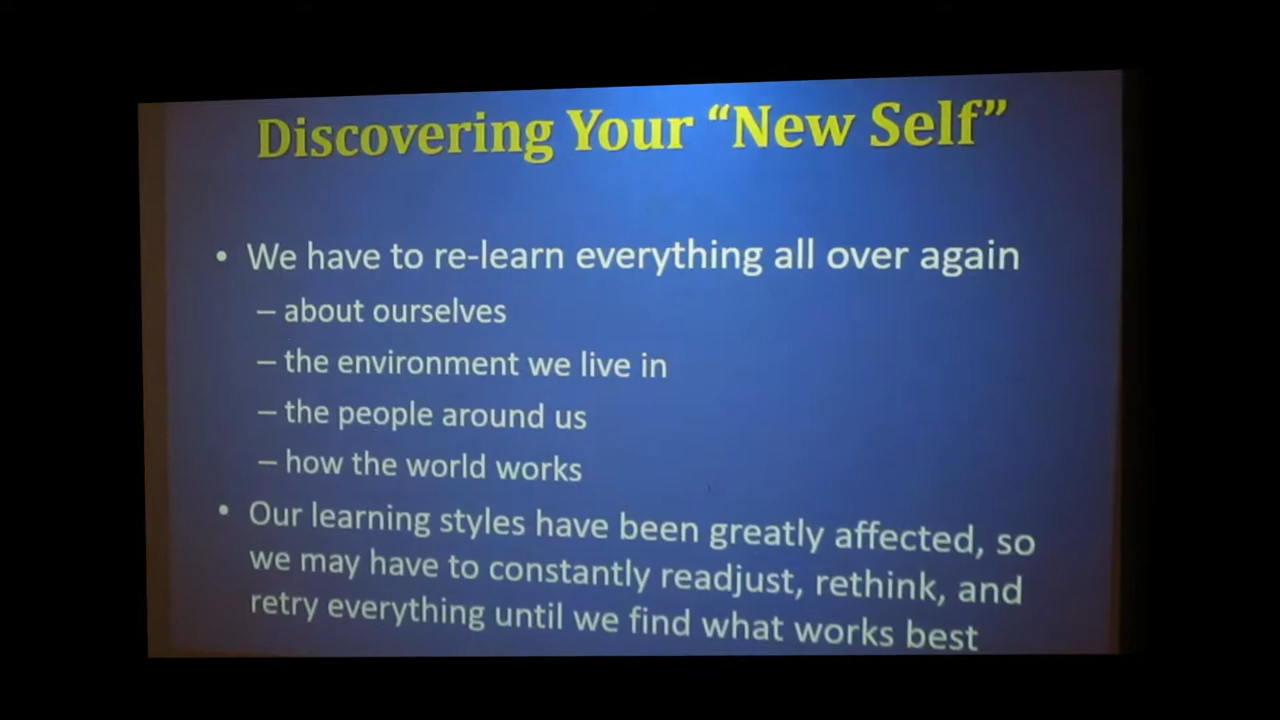 Discovering Your “New Self”
• We have to re-learn everything all over again
– about ourselves
– the environment we live in
– the people around us
– how the world works
• Our learning styles have been greatly affected, so
we may have to constantly readjust, rethink, and
retry everything until we find what works best